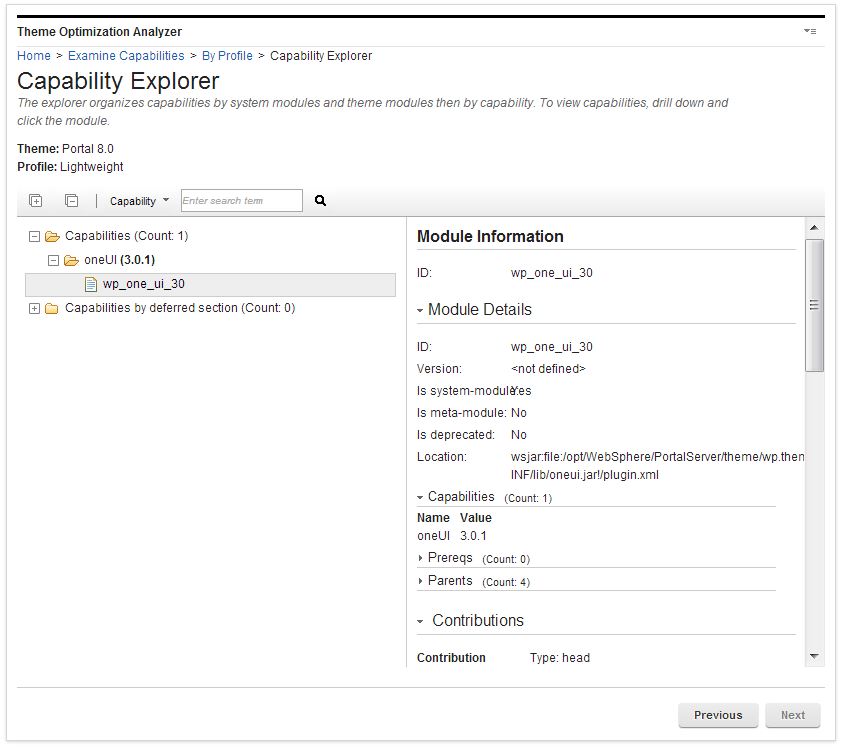 Theme Optimization Analyzer
Home > Examine Capabilities > By Profile > Capability Explorer
Capability Explorer
The explorer organizes capabilities by system modules and theme modules then by capability. To view capabilities, drill down and
click the module.
Theme: Portal 8.0
Profile: Lightweight
Capability Enter search term
Capabilities (Count: 1)
oneUI (3.0.1)
wp_one_ui_30
Capabilities by deferred section (Count: 0)
Module Information
ID: wp_one_ui_30
Module Details
ID: wp_one_ui_30
Version: <not defined>
Is system-module: Yes
Is meta-module: No
Is deprecated: No
Location: wsjar:file:/opt/WebSphere/PortalServer/theme/wp.then
INF/lib/oneui.jar!/plugin.xml
Capabilities (Count: 1)
Name Value
oneUI 3.0.1
Prereqs (Count: 0)
Parents (Count: 4)
Contributions
Contribution Type: head
Previous Next